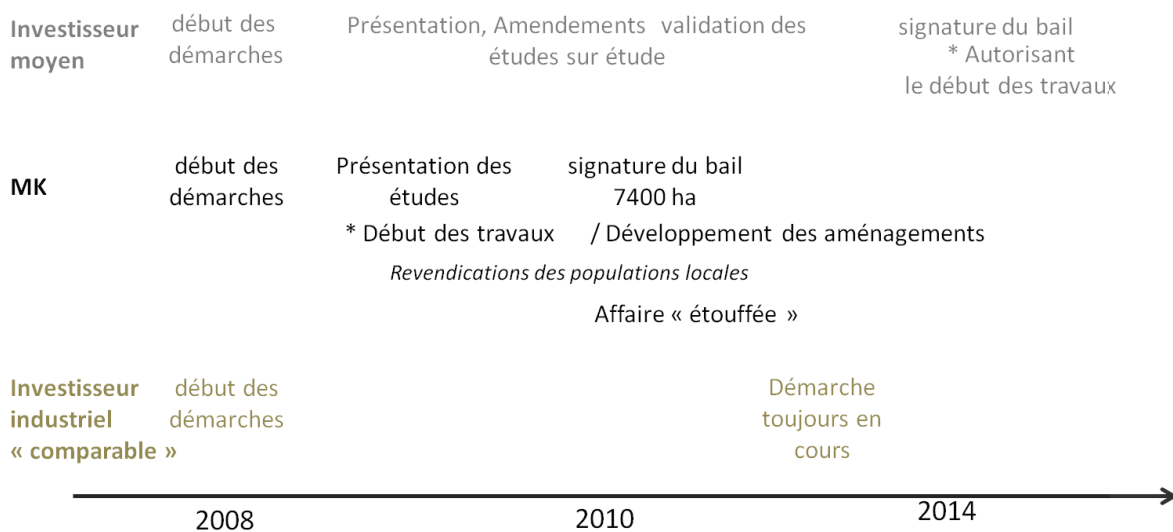 Investisseur moyen
début des démarches
Présentation, Amendements validation des études sur étude
signature du bail
* Autorisant
le début des travaux
MK
début des démarches
Présentation des études
signature du bail
7400 ha
* Début des travaux / Développement des aménagements
Revendications des populations locales
Affaire « étouffée »
Investisseur industriel « comparable »
début des démarches
Démarche toujours en cours
2008
2010
2014